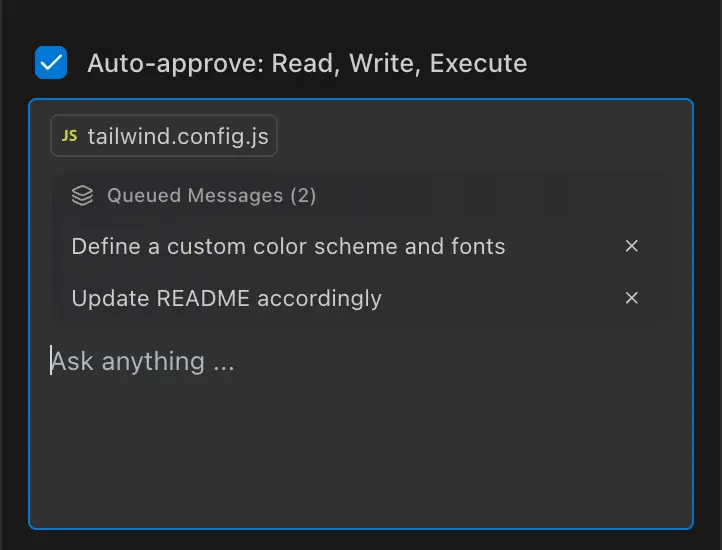 Auto-approve: Read, Write, Execute
JS tailwind.config.js
Queued Messages (2)
Define a custom color scheme and fonts
Update README accordingly
Ask anything ...